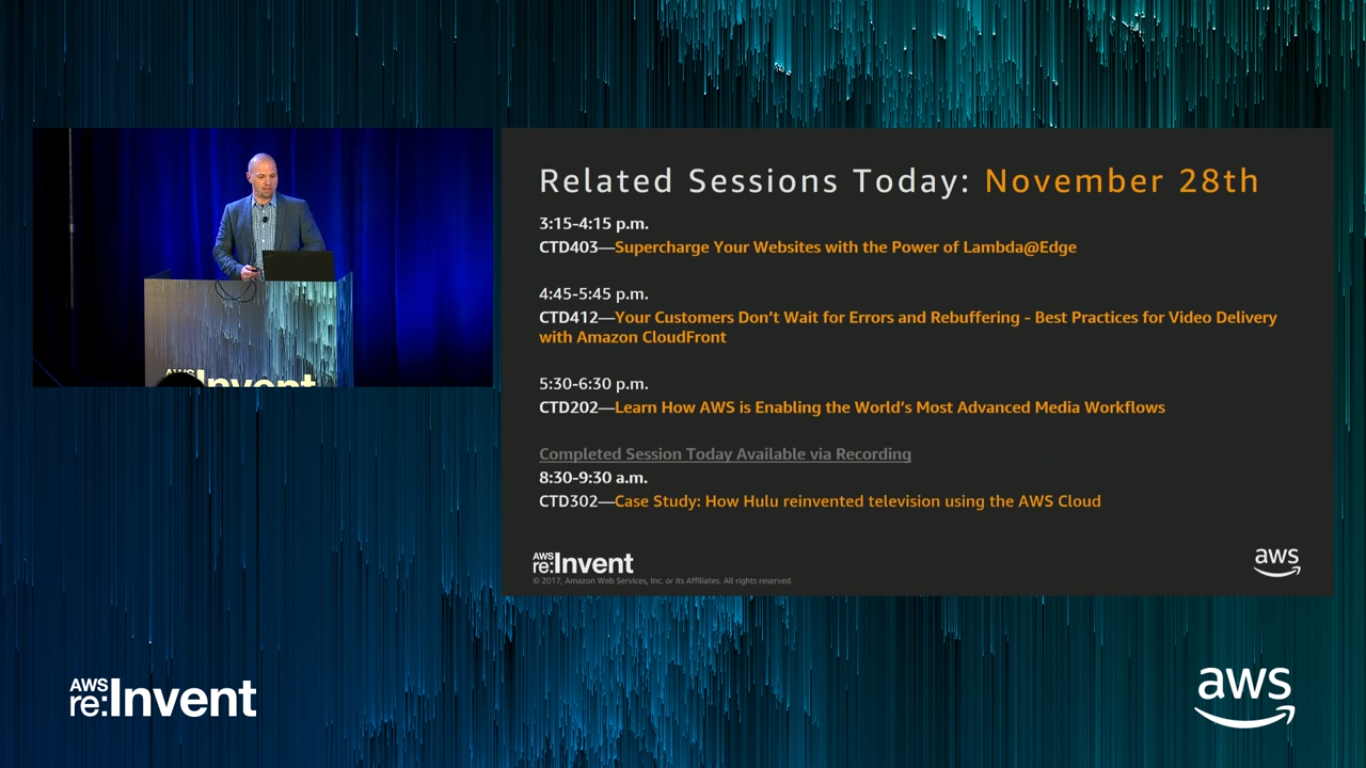 Related Sessions Today: November 28th
3:15-4:15 p.m.
CTD403—Supercharge Your Websites with the Power of Lambda@Edge
4:45-5:45 p.m.
CTD412—Your Customers Don’t Wait for Errors and Rebuffering - Best Practices for Video Delivery
with Amazon CloudFront
5:30-6:30 p.m.
CTD202—Learn How AWS is Enabling the World’s Most Advanced Media Workflows
Completed Session Today Available via Recording
8:30-9:30 a.m.
CTD302—Case Study: How Hulu reinvented television using the AWS Cloud
AWS
re:Invent
© 2017, Amazon Web Services, Inc. or its Affiliates. All rights reserved.
aws
AWS
re:Invent
AWS
re:Invent
aws